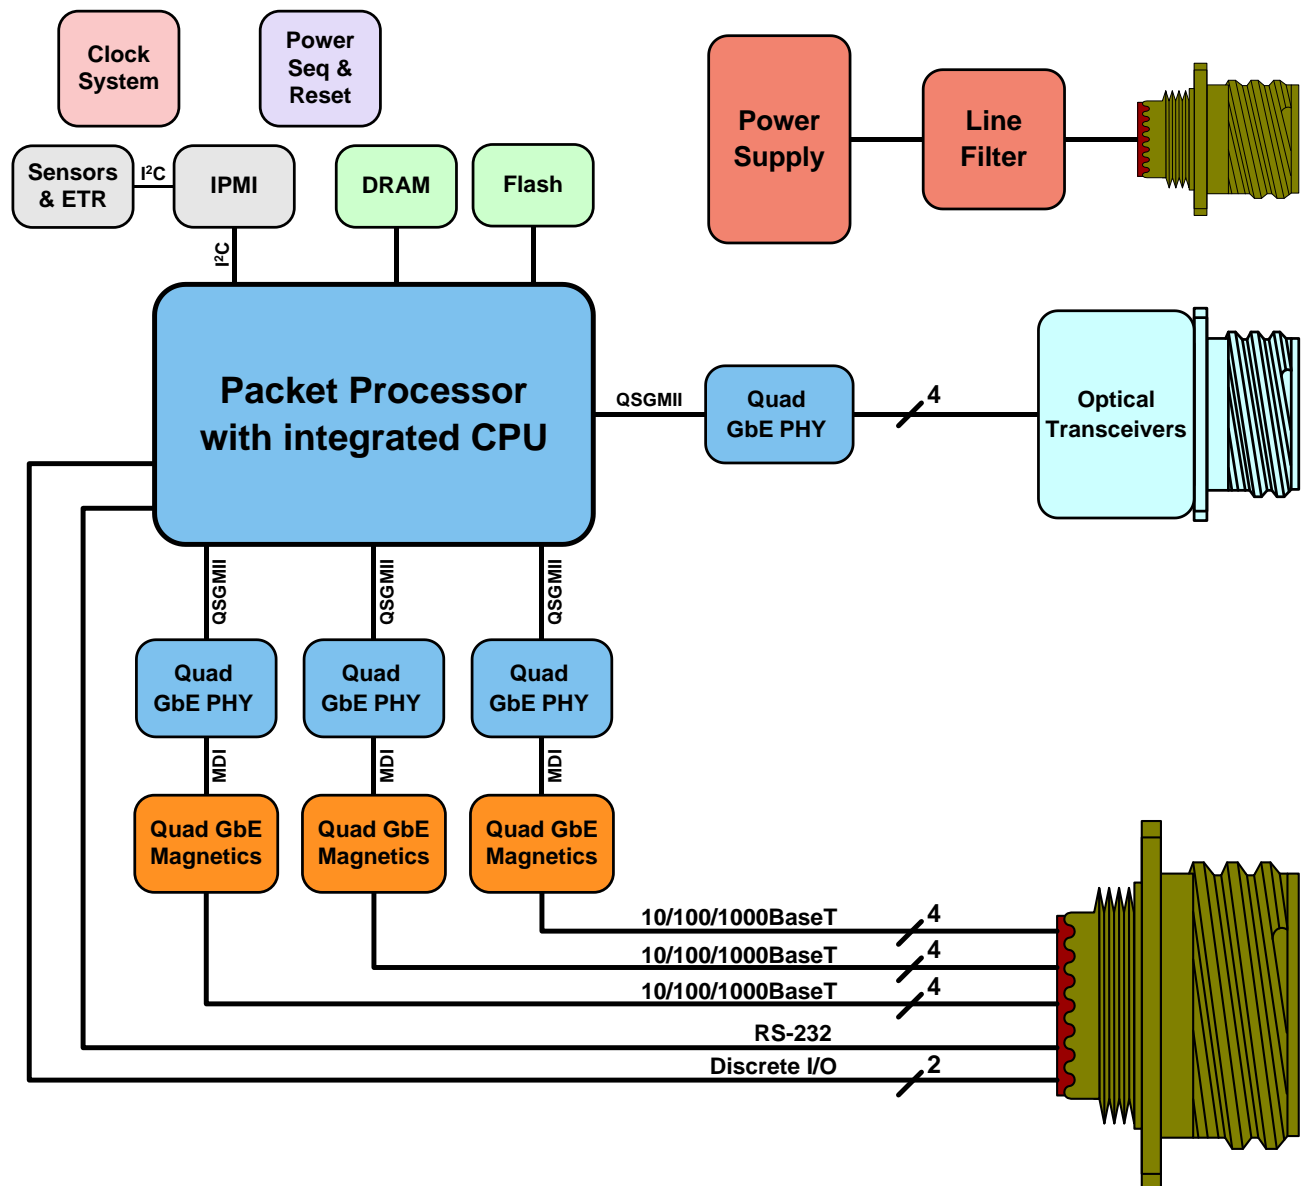 Clock
System
Power
Seq &
Reset
Power
Supply
Line
Filter
Sensors
& ETR
I²C
IPMI
DRAM
Flash
I²C
Packet Processor
with integrated CPU
QSGMII
Quad
GbE PHY
4
Optical
Transceivers
QSGMII
QSGMII
QSGMII
Quad
GbE PHY
Quad
GbE PHY
Quad
GbE PHY
MDI
MDI
MDI
Quad GbE
Magnetics
Quad GbE
Magnetics
Quad GbE
Magnetics
10/100/1000BaseT
4
10/100/1000BaseT
4
10/100/1000BaseT
4
RS-232
Discrete I/O
2